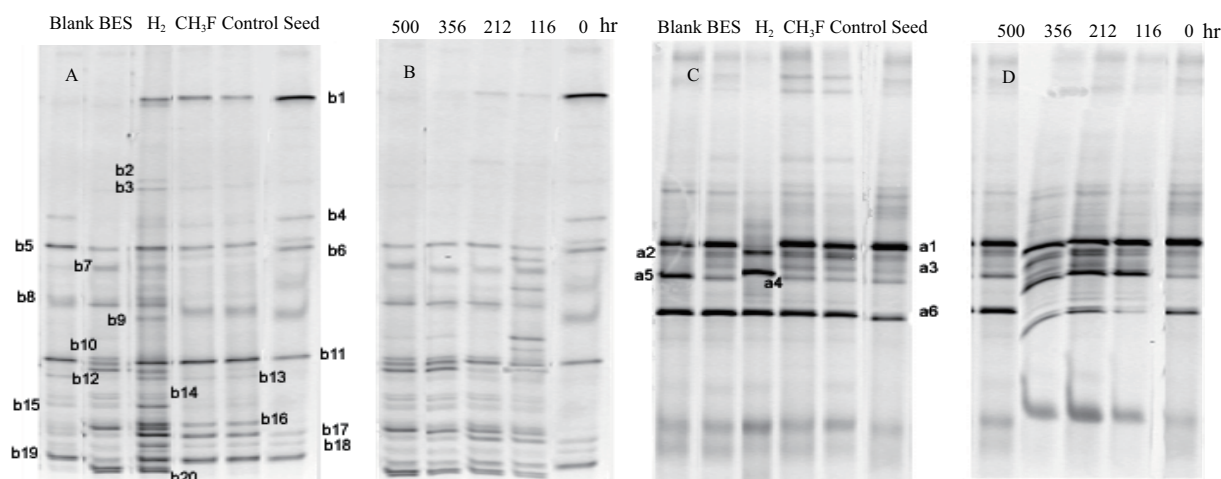 Blank BES H₂ CH₃F Control Seed
500 356 212 116 0 hr
Blank BES H₂ CH₃F Control Seed
500 356 212 116 0 hr
A
B
C
D
b1
b2
b3
b4
b5
b6
b7
b8
b9
b10
b11
b12
b13
b14
b15
b16
b17
b18
b19
b20
a1
a2
a3
a5
a4
a6